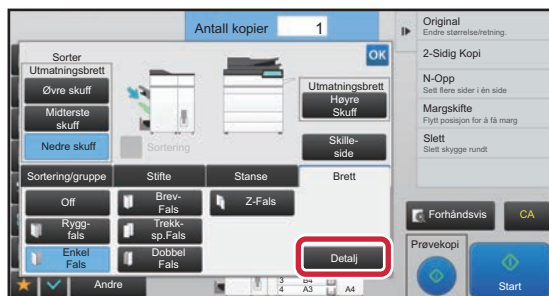 Antall kopier 1
Sorter
Utmatningsbrett
Øvre skuff
Midterste
skuff
Nedre skuff
Sortering
OK
Utmatningsbrett
Høyre
Skuff
Skille-
side
Sortering/gruppe
Stifte
Stanse
Brett
Off
Brev-
Fals
Z-Fals
Rygg-
fals
Trekk-
sp.Fals
Enkel
Fals
Dobbel
Fals
Detalj
Andre
3 B4
4 A3
A4
Original
Endre størrelse/retning.
2-Sidig Kopi
N-Opp
Sett flere sider i én side
Margskifte
Flytt posisjon for å få marg
Slett
Slett skygge rundt
Forhåndsvis
CA
Prøvekopi
Start